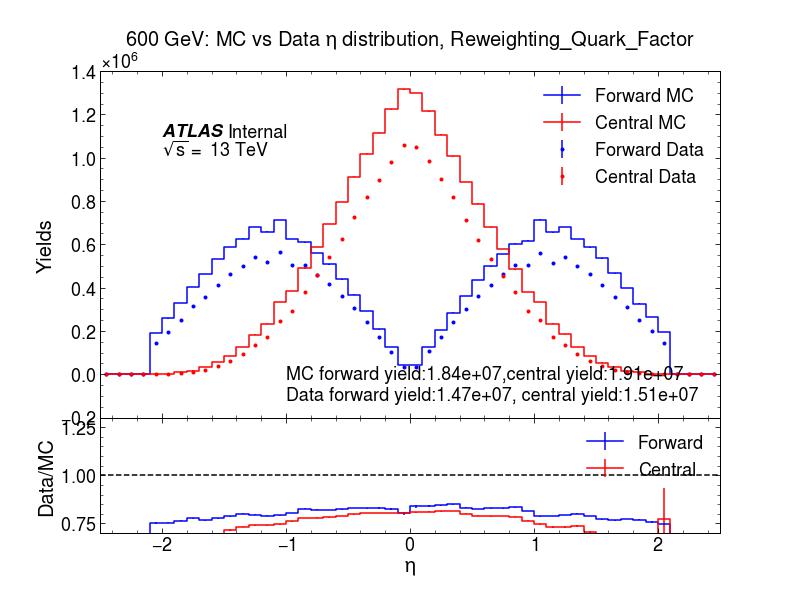 600 GeV: MC vs Data η distribution, Reweighting_Quark_Factor
×10⁶
1.4
1.2
1.0
0.8
0.6
0.4
0.2
0.0
0.2
Yields
ATLAS Internal
√s = 13 TeV
Forward MC
Central MC
Forward Data
Central Data
MC forward yield:1.84e+07,central yield:1.91e+07
Data forward yield:1.47e+07, central yield:1.51e+07
1.25
1.00
0.75
Data/MC
Forward
Central
−2 −1 0 1 2
η